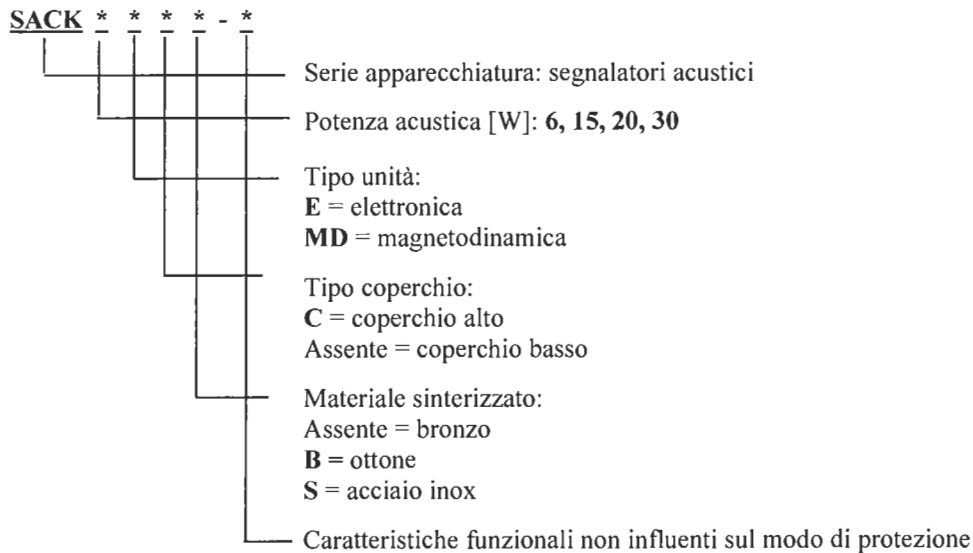 SACK * * * * - *
Serie apparecchiatura: segnalatori acustici
Potenza acustica [W]: 6, 15, 20, 30
Tipo unità:
E = elettronica
MD = magnetodinamica
Tipo coperchio:
C = coperchio alto
Assente = coperchio basso
Materiale sinterizzato:
Assente = bronzo
B = ottone
S = acciaio inox
Caratteristiche funzionali non influenti sul modo di protezione